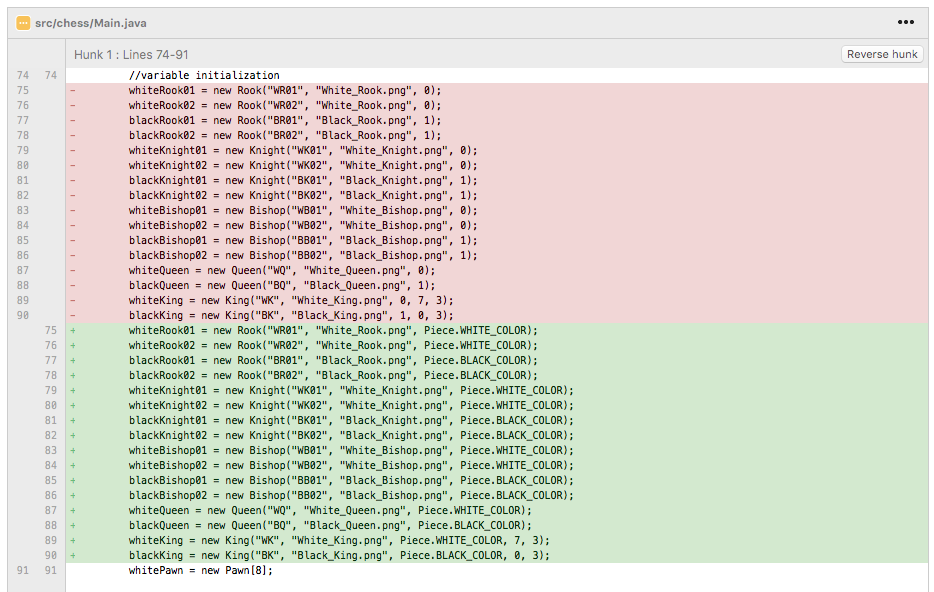 src/chess/Main.java •••
Hunk 1 : Lines 74-91 Reverse hunk
74 74 //variable initialization
75 - whiteRook01 = new Rook("WR01", "White_Rook.png", 0);
76 - whiteRook02 = new Rook("WR02", "White_Rook.png", 0);
77 - blackRook01 = new Rook("BR01", "Black_Rook.png", 1);
78 - blackRook02 = new Rook("BR02", "Black_Rook.png", 1);
79 - whiteKnight01 = new Knight("WK01", "White_Knight.png", 0);
80 - whiteKnight02 = new Knight("WK02", "White_Knight.png", 0);
81 - blackKnight01 = new Knight("BK01", "Black_Knight.png", 1);
82 - blackKnight02 = new Knight("BK02", "Black_Knight.png", 1);
83 - whiteBishop01 = new Bishop("WB01", "White_Bishop.png", 0);
84 - whiteBishop02 = new Bishop("WB02", "White_Bishop.png", 0);
85 - blackBishop01 = new Bishop("BB01", "Black_Bishop.png", 1);
86 - blackBishop02 = new Bishop("BB02", "Black_Bishop.png", 1);
87 - whiteQueen = new Queen("WQ", "White_Queen.png", 0);
88 - blackQueen = new Queen("BQ", "Black_Queen.png", 1);
89 - whiteKing = new King("WK", "White_King.png", 0, 7, 3);
90 - blackKing = new King("BK", "Black_King.png", 1, 0, 3);
75 + whiteRook01 = new Rook("WR01", "White_Rook.png", Piece.WHITE_COLOR);
76 + whiteRook02 = new Rook("WR02", "White_Rook.png", Piece.WHITE_COLOR);
77 + blackRook01 = new Rook("BR01", "Black_Rook.png", Piece.BLACK_COLOR);
78 + blackRook02 = new Rook("BR02", "Black_Rook.png", Piece.BLACK_COLOR);
79 + whiteKnight01 = new Knight("WK01", "White_Knight.png", Piece.WHITE_COLOR);
80 + whiteKnight02 = new Knight("WK02", "White_Knight.png", Piece.WHITE_COLOR);
81 + blackKnight01 = new Knight("BK01", "Black_Knight.png", Piece.BLACK_COLOR);
82 + blackKnight02 = new Knight("BK02", "Black_Knight.png", Piece.BLACK_COLOR);
83 + whiteBishop01 = new Bishop("WB01", "White_Bishop.png", Piece.WHITE_COLOR);
84 + whiteBishop02 = new Bishop("WB02", "White_Bishop.png", Piece.WHITE_COLOR);
85 + blackBishop01 = new Bishop("BB01", "Black_Bishop.png", Piece.BLACK_COLOR);
86 + blackBishop02 = new Bishop("BB02", "Black_Bishop.png", Piece.BLACK_COLOR);
87 + whiteQueen = new Queen("WQ", "White_Queen.png", Piece.WHITE_COLOR);
88 + blackQueen = new Queen("BQ", "Black_Queen.png", Piece.BLACK_COLOR);
89 + whiteKing = new King("WK", "White_King.png", Piece.WHITE_COLOR, 7, 3);
90 + blackKing = new King("BK", "Black_King.png", Piece.BLACK_COLOR, 0, 3);
91 91 whitePawn = new Pawn[8];